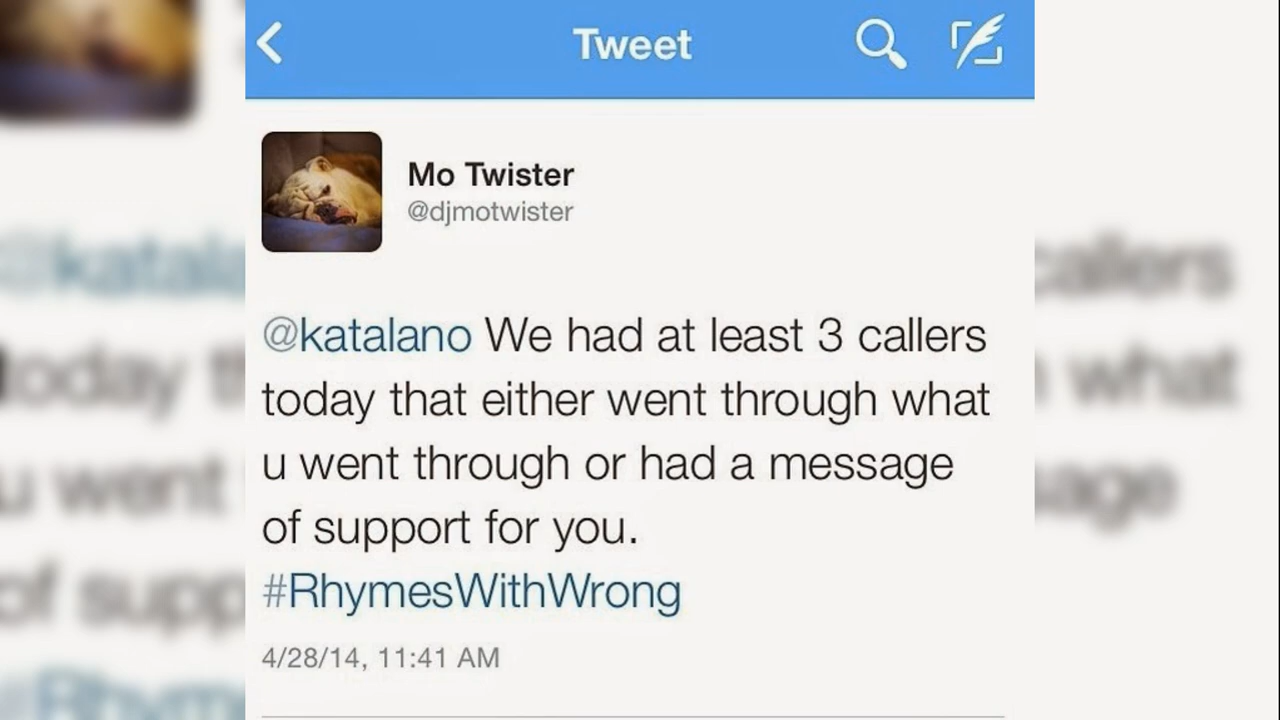 Tweet
Mo Twister
@djmotwister
@katalano We had at least 3 callers
today that either went through what
u went through or had a message
of support for you.
#RhymesWithWrong
4/28/14, 11:41 AM